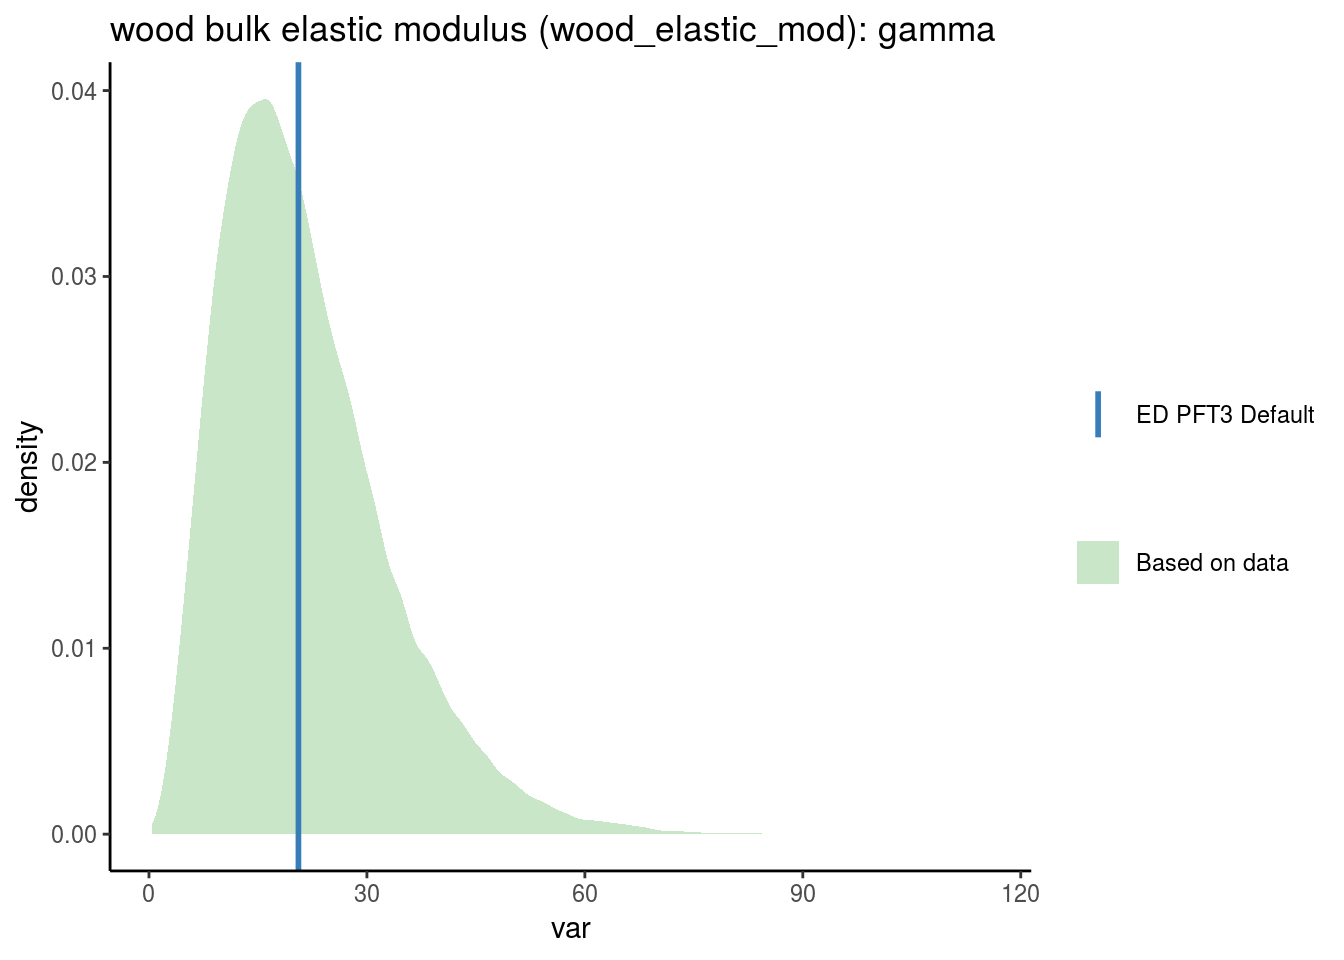 wood bulk elastic modulus (wood_elastic_mod): gamma
0.04
0.03
0.02
0.01
0.00
density
0 30 60 90 120
var
ED PFT3 Default
Based on data